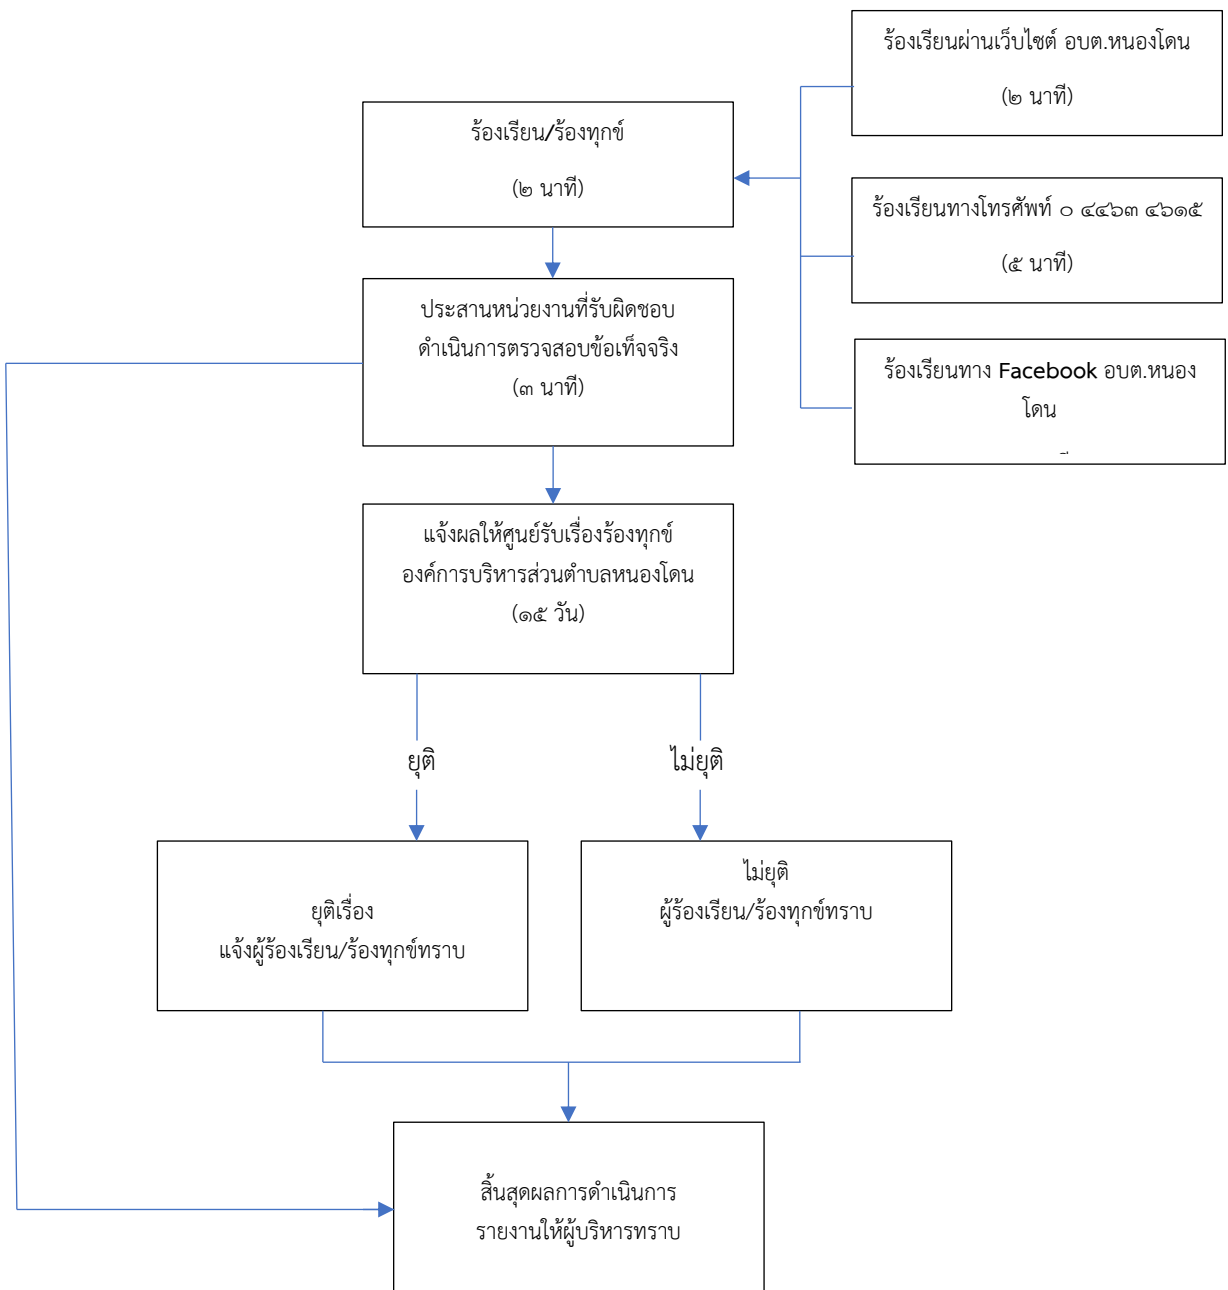 ร้องเรียนผ่านเว็บไซต์ อบต.หนองโดน
(๒ นาที)
ร้องเรียน/ร้องทุกข์
(๒ นาที)
ร้องเรียนทางโทรศัพท์ ๐ ๔๔๖๓ ๔๖๑๕
(๕ นาที)
ร้องเรียนทาง Facebook อบต.หนอง
โดน
ประสานหน่วยงานที่รับผิดชอบ
ดำเนินการตรวจสอบข้อเท็จจริง
(๓ นาที)
แจ้งผลให้ศูนย์รับเรื่องร้องทุกข์
องค์การบริหารส่วนตำบลหนองโดน
(๑๕ วัน)
ยุติ
ไม่ยุติ
ยุติเรื่อง
แจ้งผู้ร้องเรียน/ร้องทุกข์ทราบ
ไม่ยุติ
ผู้ร้องเรียน/ร้องทุกข์ทราบ
สิ้นสุดผลการดำเนินการ
รายงานให้ผู้บริหารทราบ